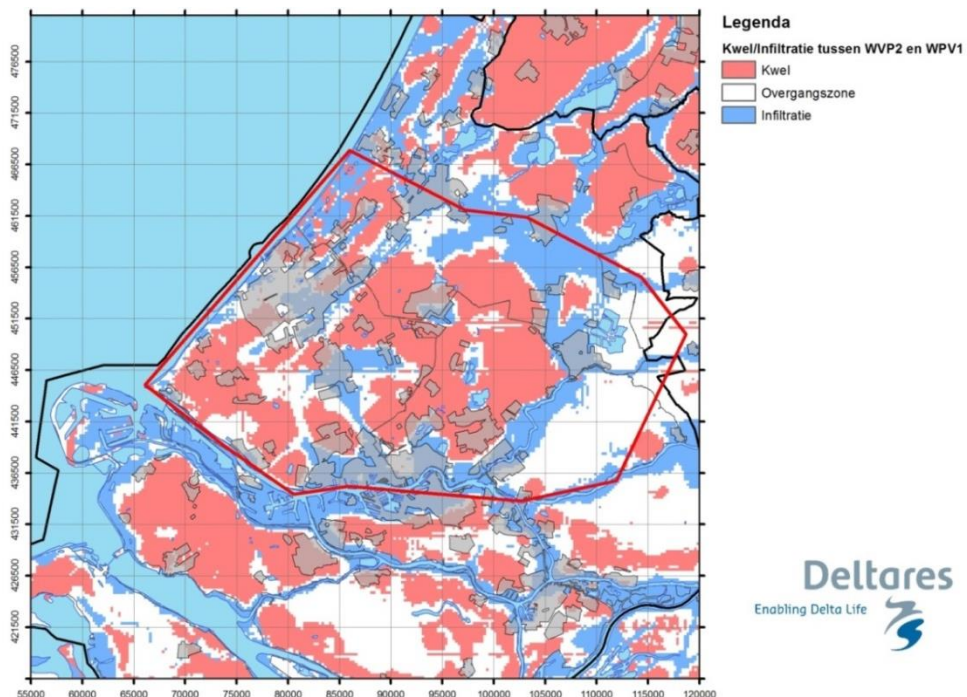 Legenda
Kwel/Infiltratie tussen WVP2 en WPV1
Kwel
Overgangszone
Infiltratie
476500
471500
466500
461500
456500
451500
446500
441500
436500
431500
426500
421500
55000 60000 65000 70000 75000 80000 85000 90000 95000 100000 105000 110000 115000 120000
Deltares
Enabling Delta Life